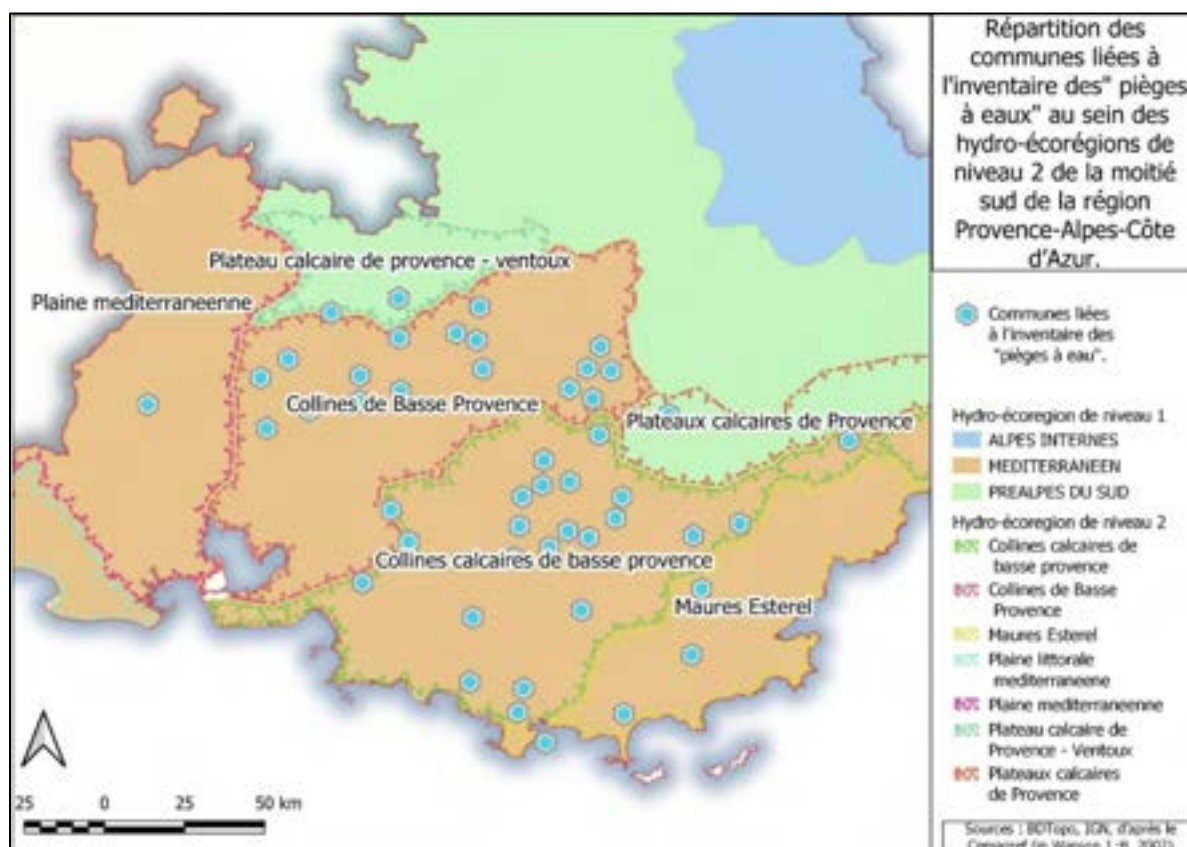 Répartition des
communes liées à
l'inventaire des" pièges
à eaux" au sein des
hydro-écorégions de
niveau 2 de la moitié
sud de la région
Provence-Alpes-Côte
d'Azur.
Communes liées
à l'inventaire des
"pièges à eau".
Hydro-écoregion de niveau 1
ALPES INTERNES
MEDITERRANEEN
PREALPES DU SUD
Hydro-écoregion de niveau 2
Collines calcaires de
basse provence
Collines de Basse
Provence
Maures Esterel
Plaine littorale
mediterraneene
Plaine mediterraneenne
Plateau calcaire de
Provence - Ventoux
Plateaux calcaires
de Provence
Sources : BDTopo, IGN, d'après le
Plateau calcaire de provence - ventoux
Plaine mediterraneenne
Collines de Basse Provence
Plateaux calcaires de Provence
Collines calcaires de basse provence
Maures Esterel
25 0 25 50 km